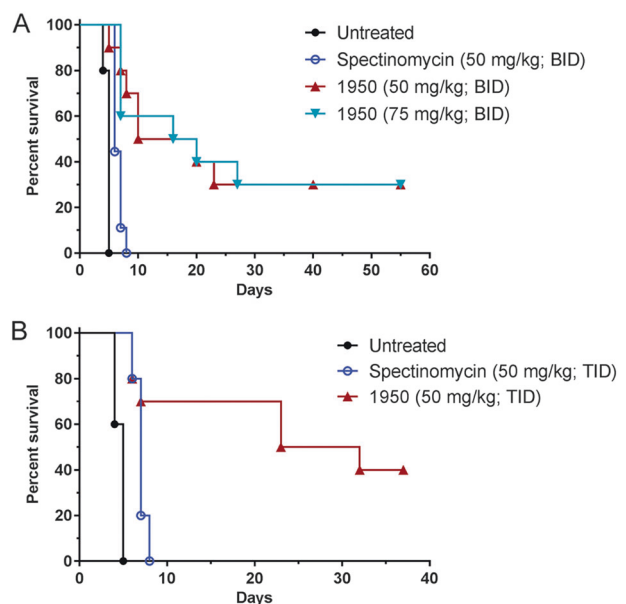 A
Untreated
Spectinomycin (50 mg/kg; BID)
1950 (50 mg/kg; BID)
1950 (75 mg/kg; BID)
Percent survival
100
80
60
40
20
0
0 10 20 30 40 50 60
Days
B
Untreated
Spectinomycin (50 mg/kg; TID)
1950 (50 mg/kg; TID)
Percent survival
100
80
60
40
20
0
0 10 20 30 40
Days